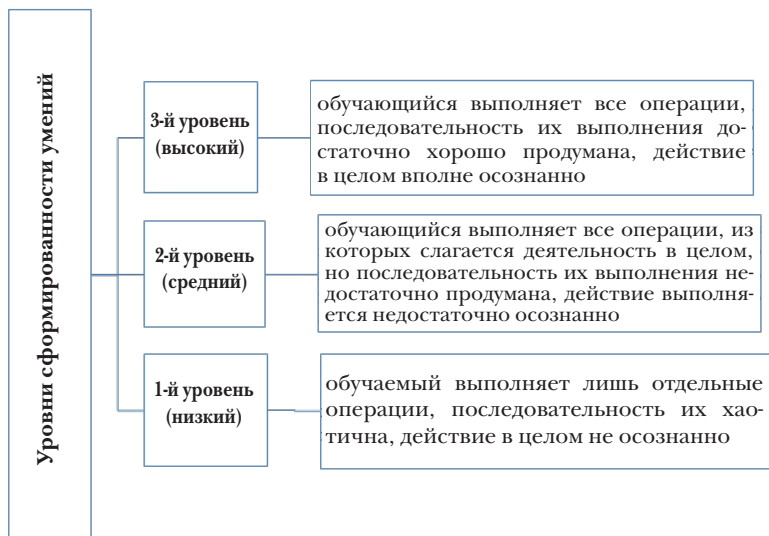 Уровни сформированности умений
3-й уровень
(высокий)
обучающийся выполняет все операции,
последовательность их выполнения до-
статочно хорошо продумана, действие
в целом вполне осознанно
2-й уровень
(средний)
обучающийся выполняет все операции, из
которых слагается деятельность в целом,
но последовательность их выполнения не-
достаточно продумана, действие выполня-
ется недостаточно осознанно
1-й уровень
(низкий)
обучаемый выполняет лишь отдельные
операции, последовательность их хао-
тична, действие в целом не осознанно